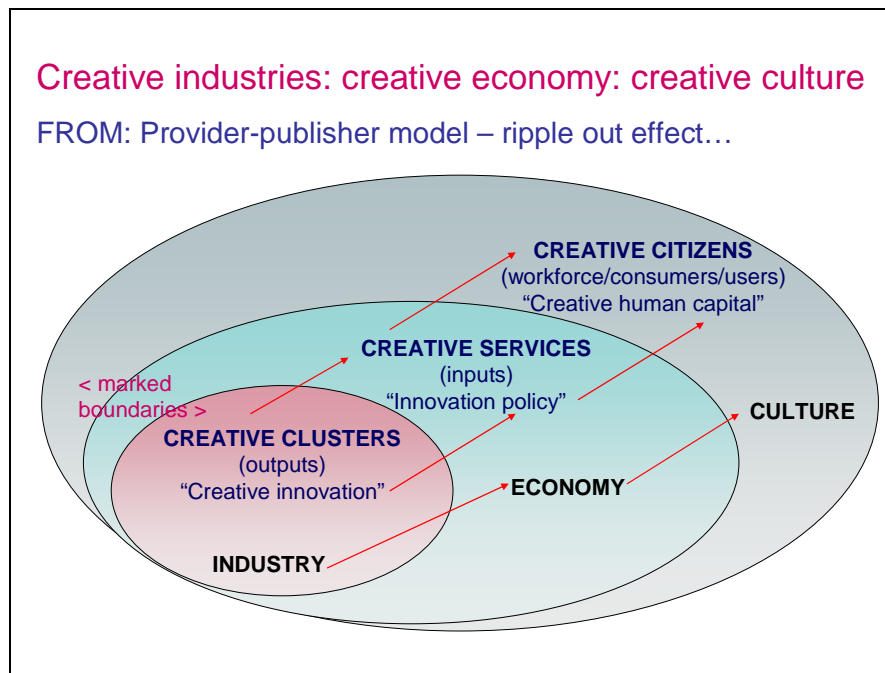 Creative industries: creative economy: creative culture
FROM: Provider-publisher model – ripple out effect…
CREATIVE CITIZENS
(workforce/consumers/users)
“Creative human capital”
CREATIVE SERVICES
(inputs)
“Innovation policy”
< marked
boundaries >
CREATIVE CLUSTERS
(outputs)
“Creative innovation”
CULTURE
ECONOMY
INDUSTRY